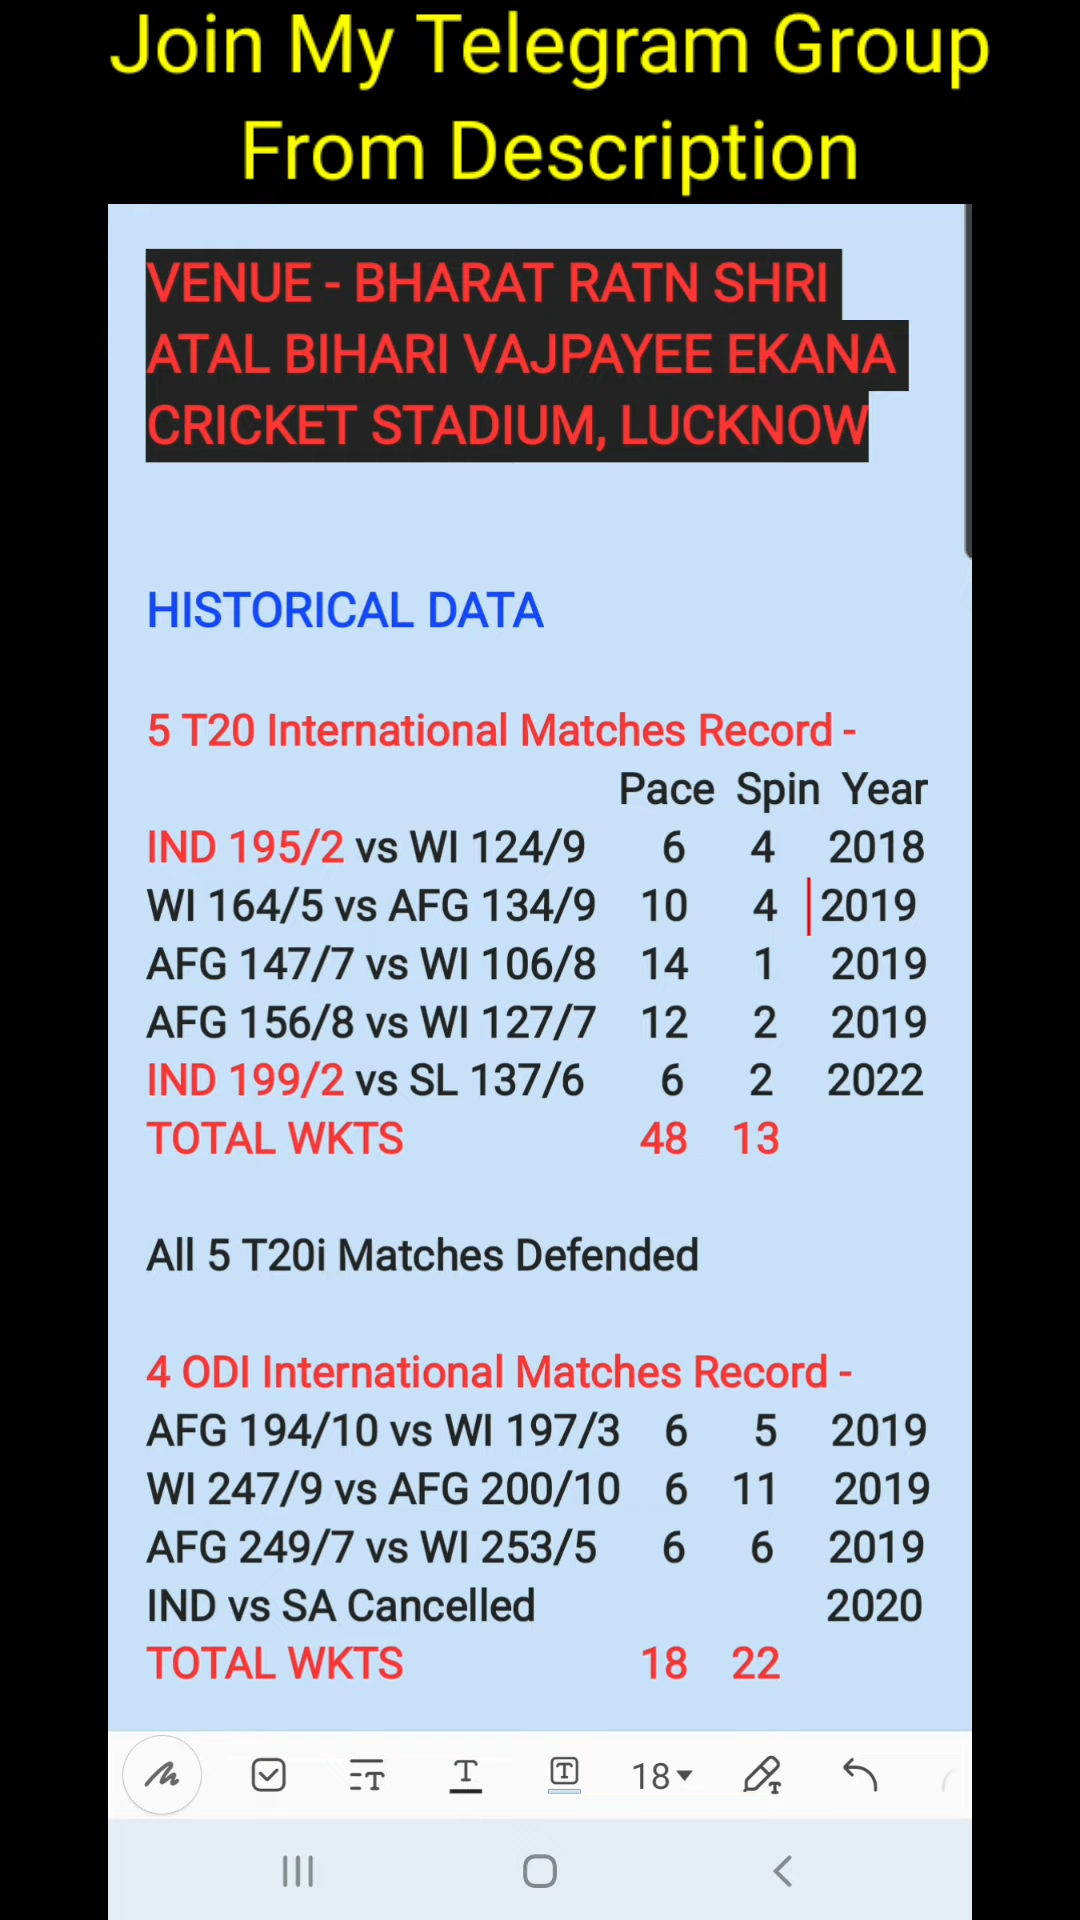 Join My Telegram Group
From Description
VENUE - BHARAT RATN SHRI
ATAL BIHARI VAJPAYEE EKANA
CRICKET STADIUM, LUCKNOW
HISTORICAL DATA
5 T20 International Matches Record -
Pace Spin Year
IND 195/2 vs WI 124/9 6 4 2018
WI 164/5 vs AFG 134/9 10 4 2019
AFG 147/7 vs WI 106/8 14 1 2019
AFG 156/8 vs WI 127/7 12 2 2019
IND 199/2 vs SL 137/6 6 2 2022
TOTAL WKTS 48 13
All 5 T20i Matches Defended
4 ODI International Matches Record -
AFG 194/10 vs WI 197/3 6 5 2019
WI 247/9 vs AFG 200/10 6 11 2019
AFG 249/7 vs WI 253/5 6 6 2019
IND vs SA Cancelled 2020
TOTAL WKTS 18 22
18